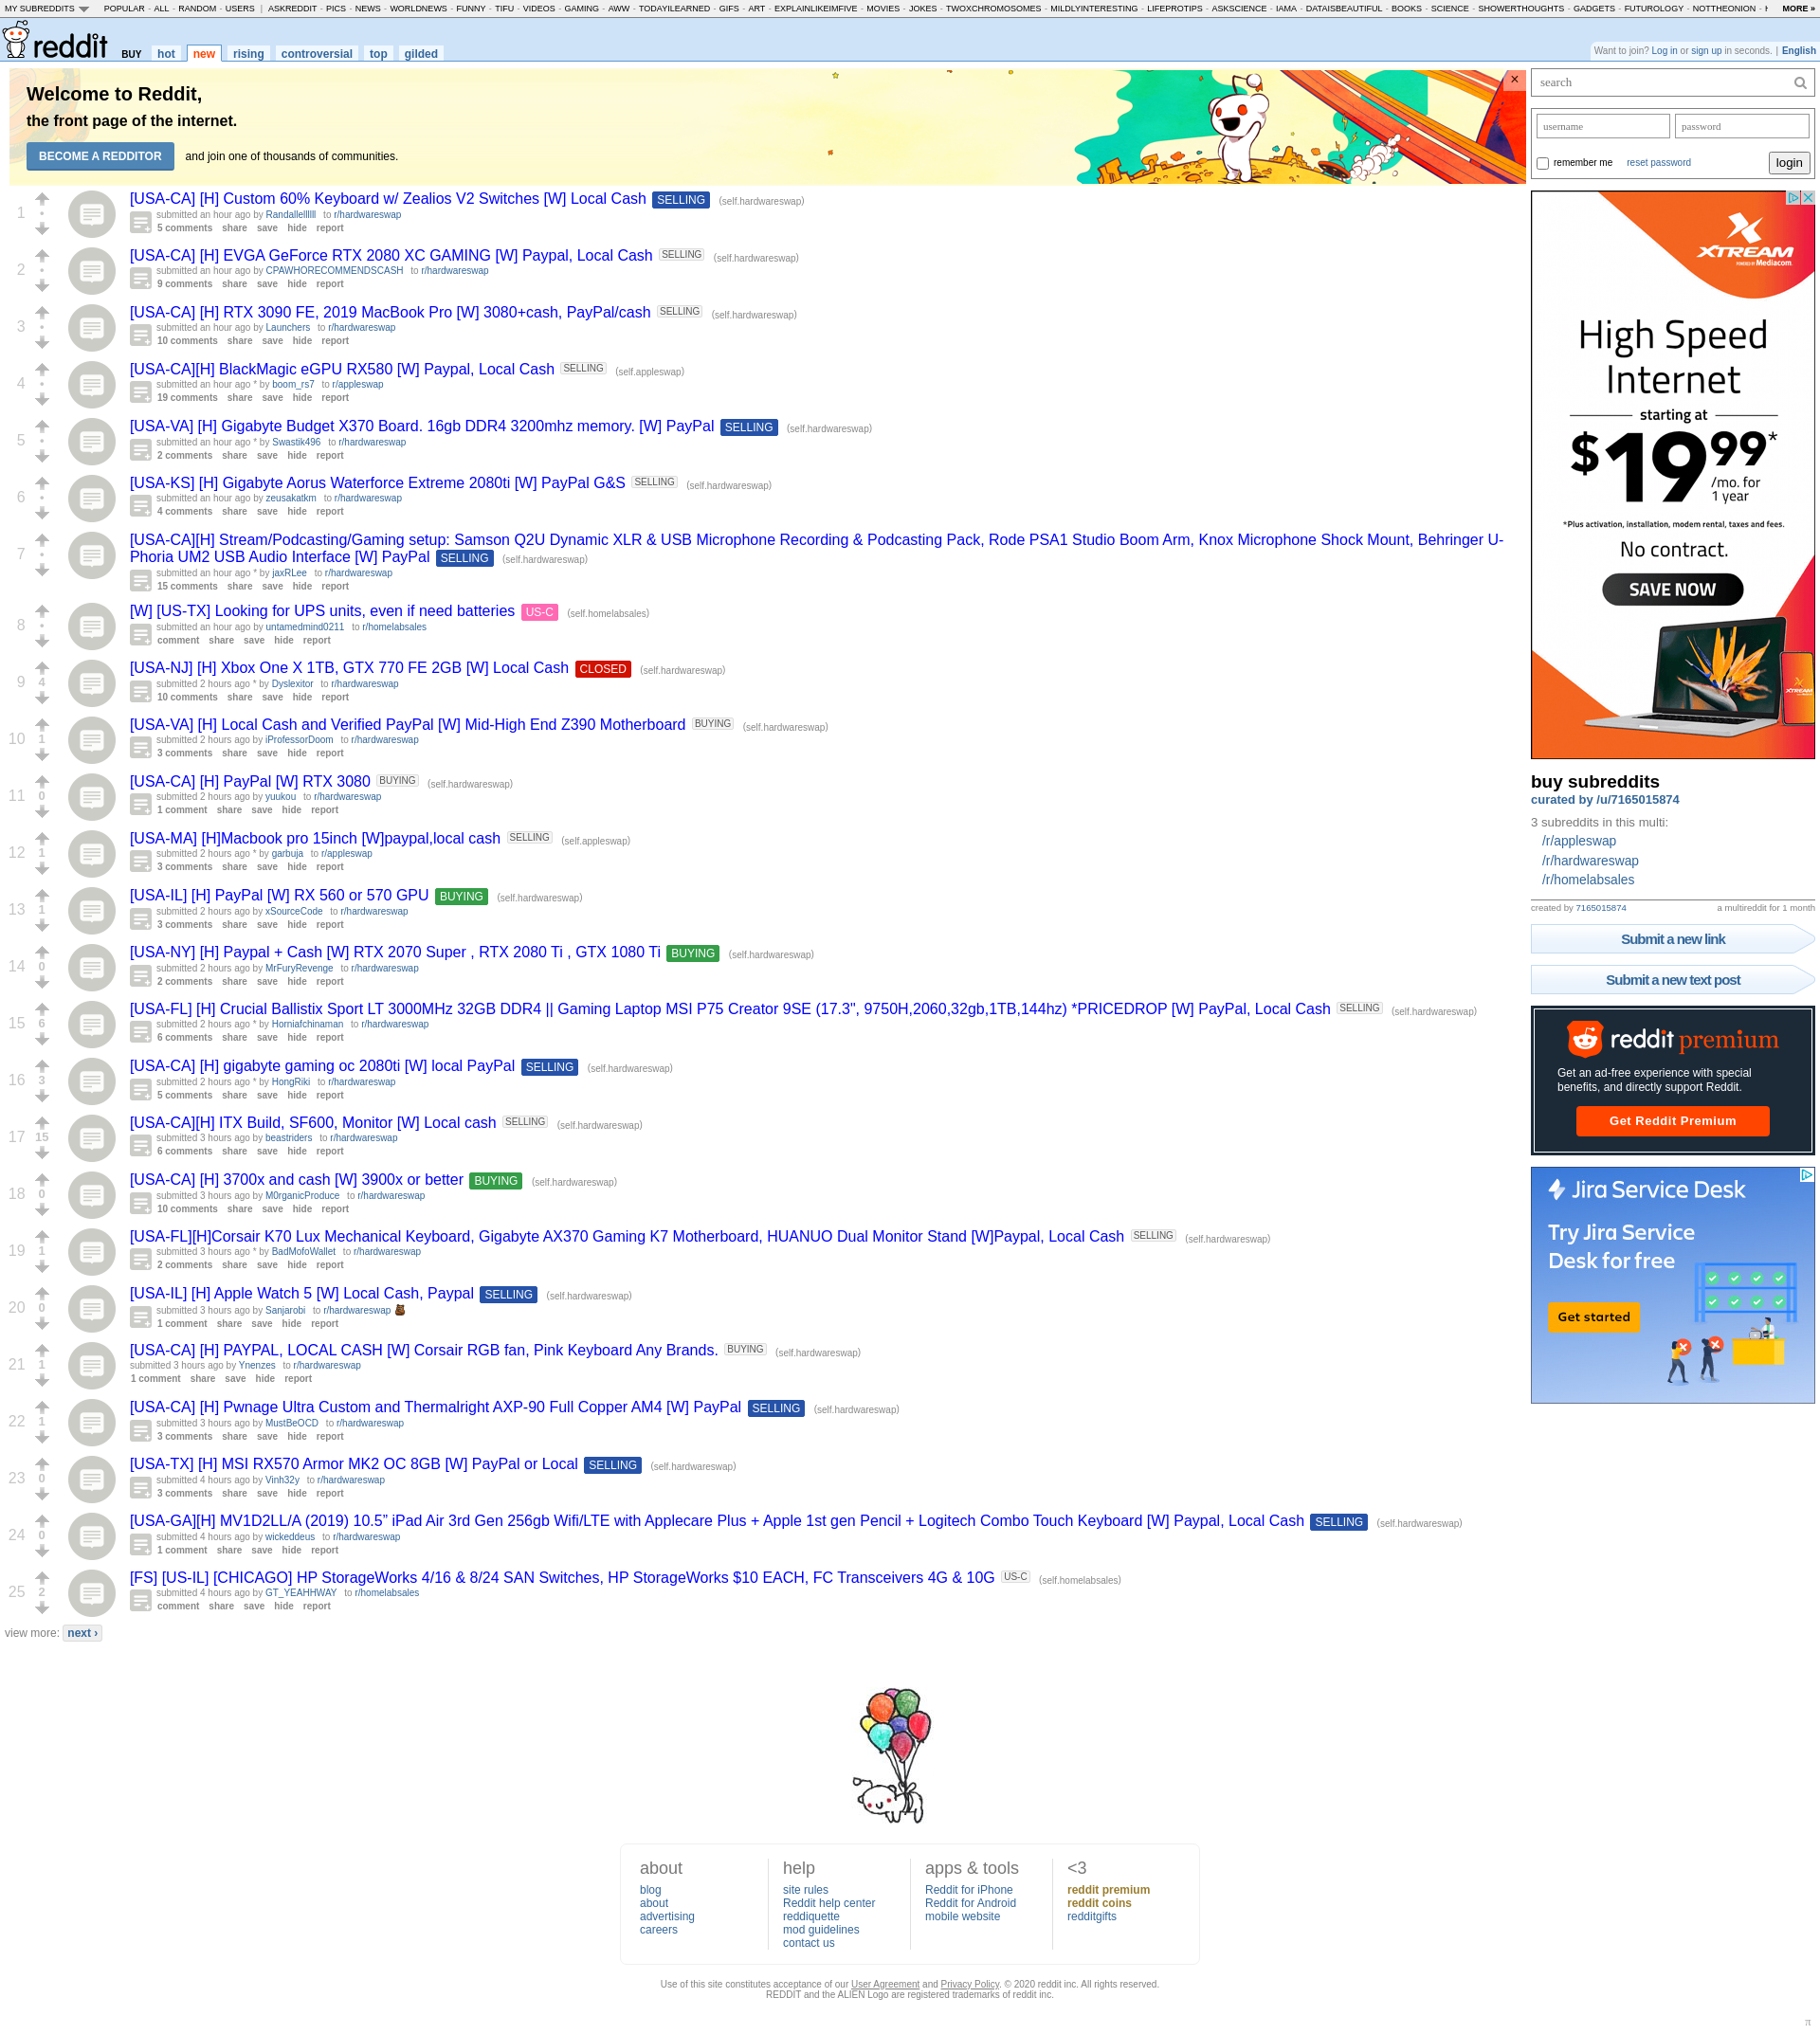 MY SUBREDDITS POPULAR - ALL - RANDOM - USERS | ASKREDDIT - PICS - NEWS - WORLDNEWS - FUNNY - TIFU - VIDEOS - GAMING - AWW - TODAYILEARNED - GIFS - ART - EXPLAINLIKEIMFIVE - MOVIES - JOKES - TWOXCHROMOSOMES - MILDLYINTERESTING - LIFEPROTIPS - ASKSCIENCE - IAMA - DATAISBEAUTIFUL - BOOKS - SCIENCE - SHOWERTHOUGHTS - GADGETS - FUTUROLOGY - NOTTHEONION - MORE »
reddit BUY hot new rising controversial top gilded
Want to join? Log in or sign up in seconds. | English
Welcome to Reddit,
the front page of the internet.
BECOME A REDDITOR and join one of thousands of communities.
×
1
[USA-CA] [H] Custom 60% Keyboard w/ Zealios V2 Switches [W] Local Cash SELLING (self.hardwareswap)
submitted an hour ago by Randallellllll to r/hardwareswap
5 comments share save hide report
2
[USA-CA] [H] EVGA GeForce RTX 2080 XC GAMING [W] Paypal, Local Cash SELLING (self.hardwareswap)
submitted an hour ago by CPAWHORECOMMENDSCASH to r/hardwareswap
9 comments share save hide report
3
[USA-CA] [H] RTX 3090 FE, 2019 MacBook Pro [W] 3080+cash, PayPal/cash SELLING (self.hardwareswap)
submitted an hour ago by Launchers to r/hardwareswap
10 comments share save hide report
4
[USA-CA][H] BlackMagic eGPU RX580 [W] Paypal, Local Cash SELLING (self.appleswap)
submitted an hour ago * by boom_rs7 to r/appleswap
19 comments share save hide report
5
[USA-VA] [H] Gigabyte Budget X370 Board. 16gb DDR4 3200mhz memory. [W] PayPal SELLING (self.hardwareswap)
submitted an hour ago * by Swastik496 to r/hardwareswap
2 comments share save hide report
6
[USA-KS] [H] Gigabyte Aorus Waterforce Extreme 2080ti [W] PayPal G&S SELLING (self.hardwareswap)
submitted an hour ago by zeusakatkm to r/hardwareswap
4 comments share save hide report
7
[USA-CA][H] Stream/Podcasting/Gaming setup: Samson Q2U Dynamic XLR & USB Microphone Recording & Podcasting Pack, Rode PSA1 Studio Boom Arm, Knox Microphone Shock Mount, Behringer U-
Phoria UM2 USB Audio Interface [W] PayPal SELLING (self.hardwareswap)
submitted an hour ago * by jaxRLee to r/hardwareswap
15 comments share save hide report
8
[W] [US-TX] Looking for UPS units, even if need batteries US-C (self.homelabsales)
submitted an hour ago by untamedmind0211 to r/homelabsales
comment share save hide report
9 4
[USA-NJ] [H] Xbox One X 1TB, GTX 770 FE 2GB [W] Local Cash CLOSED (self.hardwareswap)
submitted 2 hours ago * by Dyslexitor to r/hardwareswap
10 comments share save hide report
10 1
[USA-VA] [H] Local Cash and Verified PayPal [W] Mid-High End Z390 Motherboard BUYING (self.hardwareswap)
submitted 2 hours ago by iProfessorDoom to r/hardwareswap
3 comments share save hide report
11 0
[USA-CA] [H] PayPal [W] RTX 3080 BUYING (self.hardwareswap)
submitted 2 hours ago by yuukou to r/hardwareswap
1 comment share save hide report
12 1
[USA-MA] [H]Macbook pro 15inch [W]paypal,local cash SELLING (self.appleswap)
submitted 2 hours ago * by garbuja to r/appleswap
3 comments share save hide report
13 1
[USA-IL] [H] PayPal [W] RX 560 or 570 GPU BUYING (self.hardwareswap)
submitted 2 hours ago by xSourceCode to r/hardwareswap
3 comments share save hide report
14 0
[USA-NY] [H] Paypal + Cash [W] RTX 2070 Super , RTX 2080 Ti , GTX 1080 Ti BUYING (self.hardwareswap)
submitted 2 hours ago by MrFuryRevenge to r/hardwareswap
2 comments share save hide report
15 6
[USA-FL] [H] Crucial Ballistix Sport LT 3000MHz 32GB DDR4 || Gaming Laptop MSI P75 Creator 9SE (17.3", 9750H,2060,32gb,1TB,144hz) *PRICEDROP [W] PayPal, Local Cash SELLING (self.hardwareswap)
submitted 2 hours ago * by Horniafchinaman to r/hardwareswap
6 comments share save hide report
16 3
[USA-CA] [H] gigabyte gaming oc 2080ti [W] local PayPal SELLING (self.hardwareswap)
submitted 2 hours ago * by HongRiki to r/hardwareswap
5 comments share save hide report
17 15
[USA-CA][H] ITX Build, SF600, Monitor [W] Local cash SELLING (self.hardwareswap)
submitted 3 hours ago by beastriders to r/hardwareswap
6 comments share save hide report
18 0
[USA-CA] [H] 3700x and cash [W] 3900x or better BUYING (self.hardwareswap)
submitted 3 hours ago by M0rganicProduce to r/hardwareswap
10 comments share save hide report
19 1
[USA-FL][H]Corsair K70 Lux Mechanical Keyboard, Gigabyte AX370 Gaming K7 Motherboard, HUANUO Dual Monitor Stand [W]Paypal, Local Cash SELLING (self.hardwareswap)
submitted 3 hours ago * by BadMofoWallet to r/hardwareswap
2 comments share save hide report
20 0
[USA-IL] [H] Apple Watch 5 [W] Local Cash, Paypal SELLING (self.hardwareswap)
submitted 3 hours ago by Sanjarobi to r/hardwareswap
1 comment share save hide report
21 1
[USA-CA] [H] PAYPAL, LOCAL CASH [W] Corsair RGB fan, Pink Keyboard Any Brands. BUYING (self.hardwareswap)
submitted 3 hours ago by Ynenzes to r/hardwareswap
1 comment share save hide report
22 1
[USA-CA] [H] Pwnage Ultra Custom and Thermalright AXP-90 Full Copper AM4 [W] PayPal SELLING (self.hardwareswap)
submitted 3 hours ago by MustBeOCD to r/hardwareswap
3 comments share save hide report
23 0
[USA-TX] [H] MSI RX570 Armor MK2 OC 8GB [W] PayPal or Local SELLING (self.hardwareswap)
submitted 4 hours ago by Vinh32y to r/hardwareswap
3 comments share save hide report
24 0
[USA-GA][H] MV1D2LL/A (2019) 10.5” iPad Air 3rd Gen 256gb Wifi/LTE with Applecare Plus + Apple 1st gen Pencil + Logitech Combo Touch Keyboard [W] Paypal, Local Cash SELLING (self.hardwareswap)
submitted 4 hours ago by wickeddeus to r/hardwareswap
1 comment share save hide report
25 2
[FS] [US-IL] [CHICAGO] HP StorageWorks 4/16 & 8/24 SAN Switches, HP StorageWorks $10 EACH, FC Transceivers 4G & 10G US-C (self.homelabsales)
submitted 4 hours ago by GT_YEAHHWAY to r/homelabsales
comment share save hide report
view more: next ›
search
username password
remember me reset password login
XTREAM
POWERED BY Mediacom
High Speed
Internet
starting at
$19.99*
/mo. for
1 year
*Plus activation, installation, modem rental, taxes and fees.
No contract.
SAVE NOW
XTREAM
buy subreddits
curated by /u/7165015874
3 subreddits in this multi:
/r/appleswap
/r/hardwareswap
/r/homelabsales
created by 7165015874 a multireddit for 1 month
Submit a new link
Submit a new text post
reddit premium
Get an ad-free experience with special
benefits, and directly support Reddit.
Get Reddit Premium
Jira Service Desk
Try Jira Service
Desk for free
Get started
about
blog
about
advertising
careers
help
site rules
Reddit help center
reddiquette
mod guidelines
contact us
apps & tools
Reddit for iPhone
Reddit for Android
mobile website
<3
reddit premium
reddit coins
redditgifts
Use of this site constitutes acceptance of our User Agreement and Privacy Policy. © 2020 reddit inc. All rights reserved.
REDDIT and the ALIEN Logo are registered trademarks of reddit inc.
π